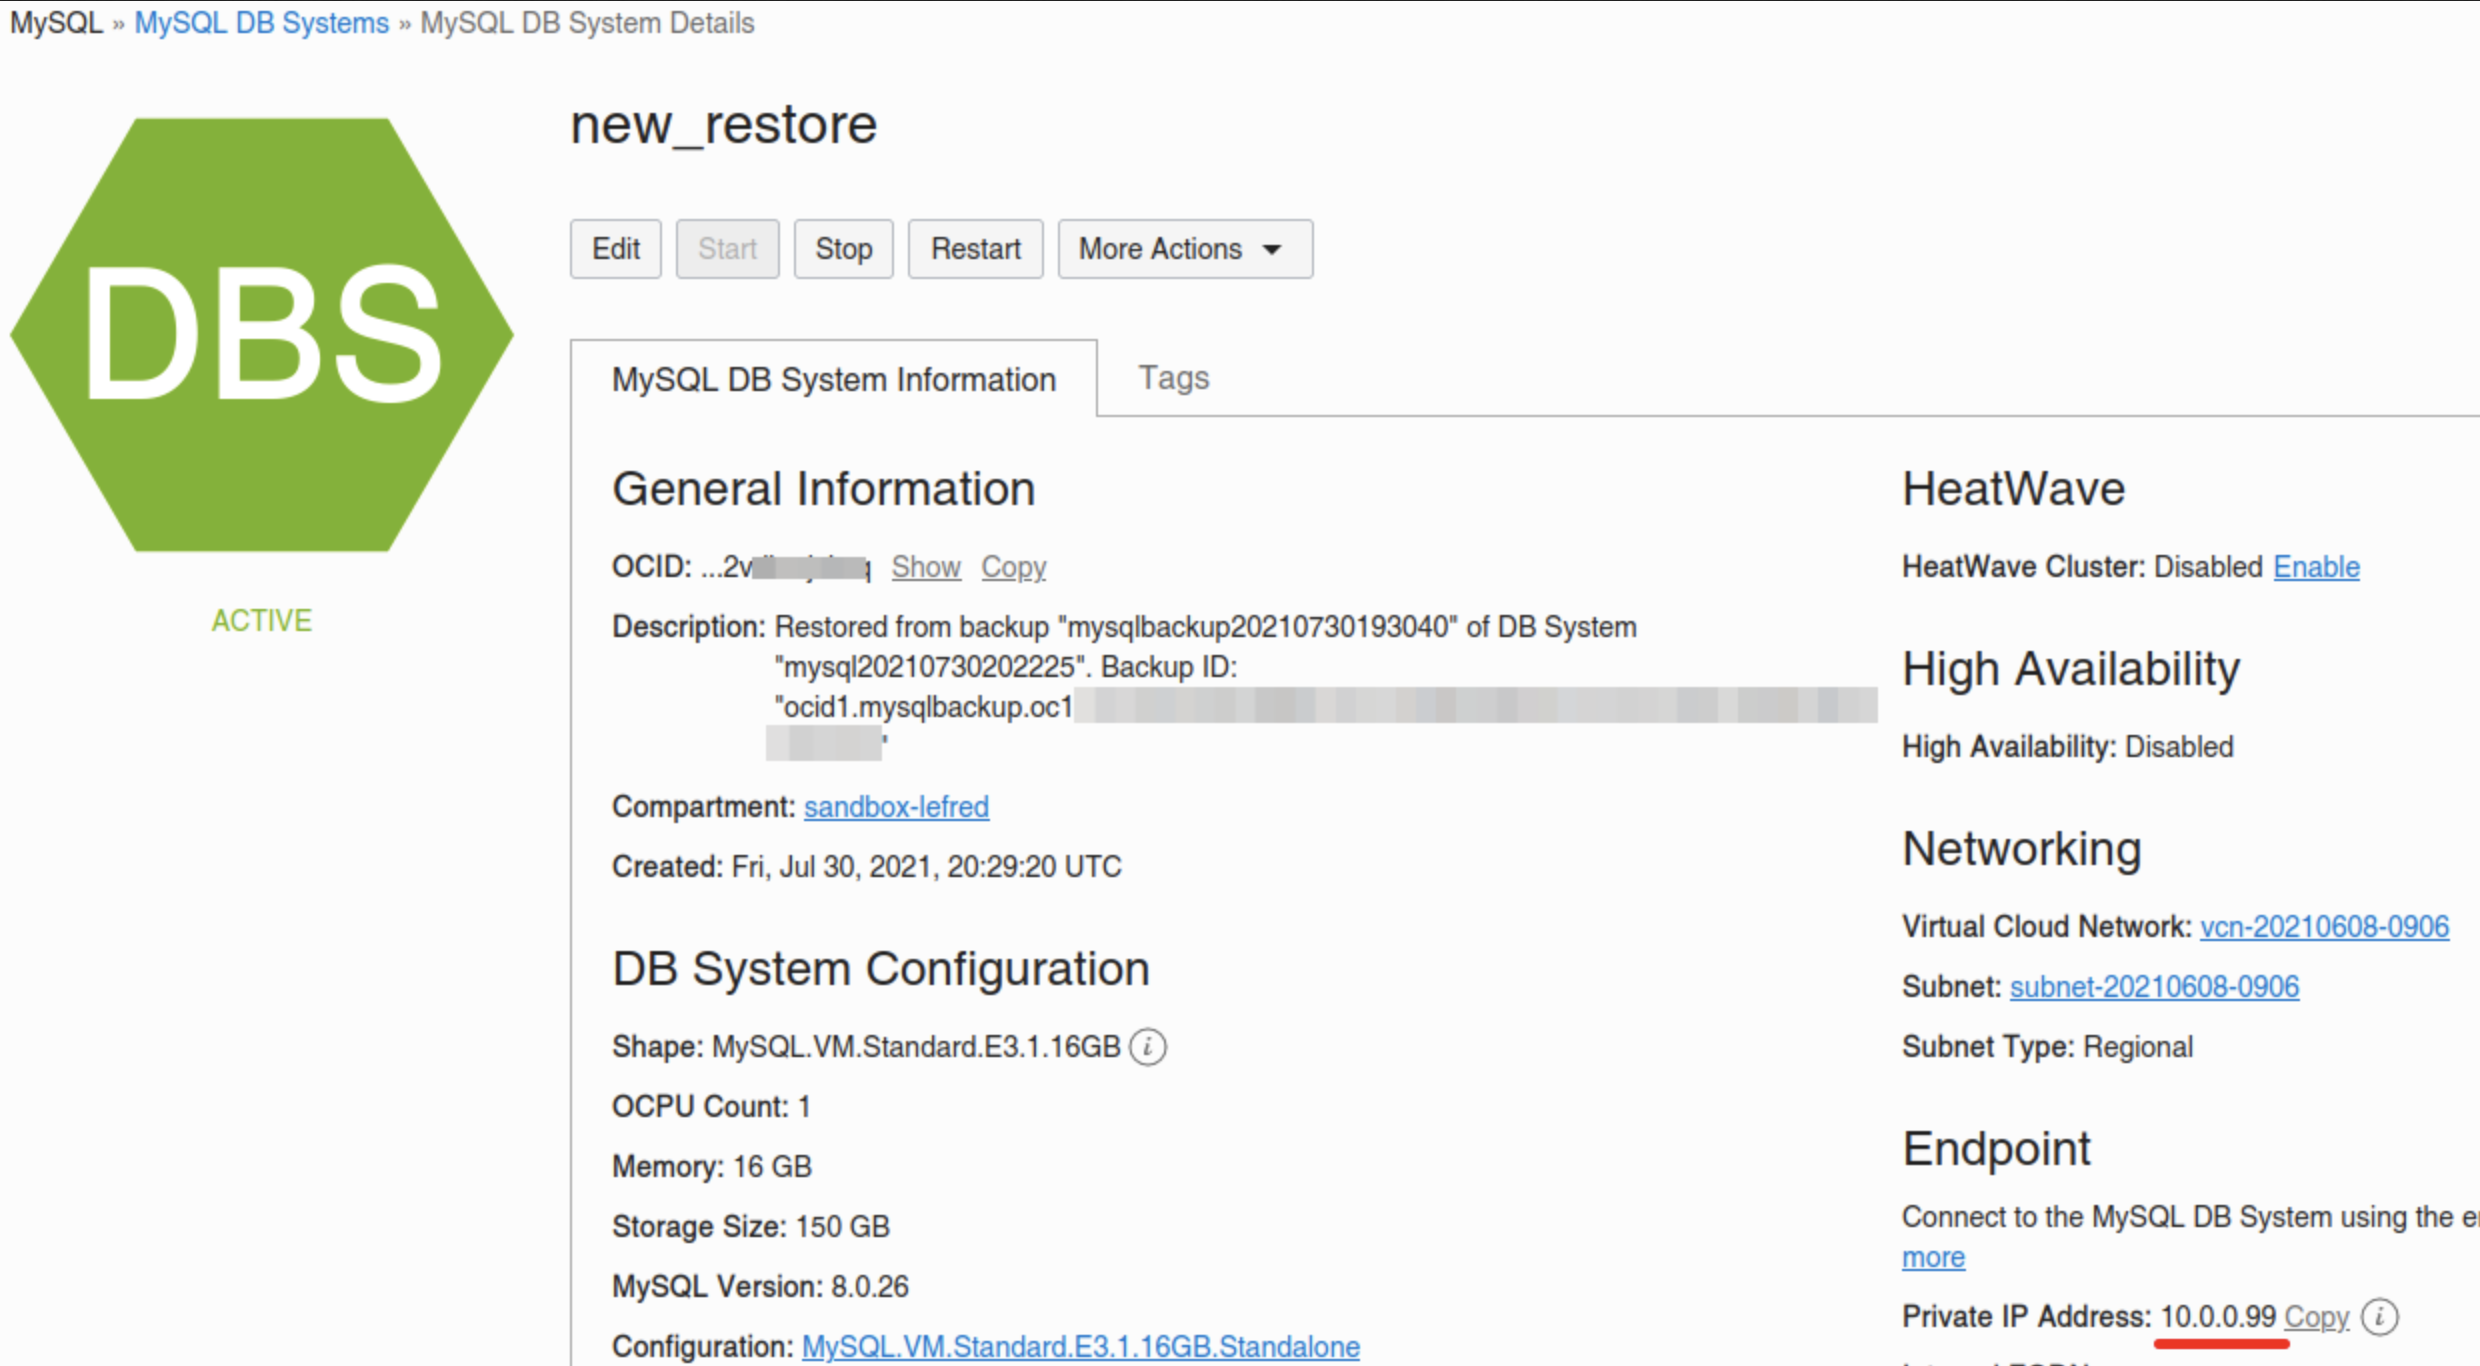 MySQL » MySQL DB Systems » MySQL DB System Details
new_restore
DBS
ACTIVE
Edit Start Stop Restart More Actions
MySQL DB System Information Tags
General Information
OCID: ...2v q Show Copy
Description: Restored from backup "mysqlbackup20210730193040" of DB System
"mysql20210730202225". Backup ID:
"ocid1.mysqlbackup.oc1
"
Compartment: sandbox-lefred
Created: Fri, Jul 30, 2021, 20:29:20 UTC
DB System Configuration
Shape: MySQL.VM.Standard.E3.1.16GB i
OCPU Count: 1
Memory: 16 GB
Storage Size: 150 GB
MySQL Version: 8.0.26
Configuration: MySQL.VM.Standard.E3.1.16GB.Standalone
HeatWave
HeatWave Cluster: Disabled Enable
High Availability
High Availability: Disabled
Networking
Virtual Cloud Network: vcn-20210608-0906
Subnet: subnet-20210608-0906
Subnet Type: Regional
Endpoint
Connect to the MySQL DB System using the
more
Private IP Address: 10.0.0.99 Copy i